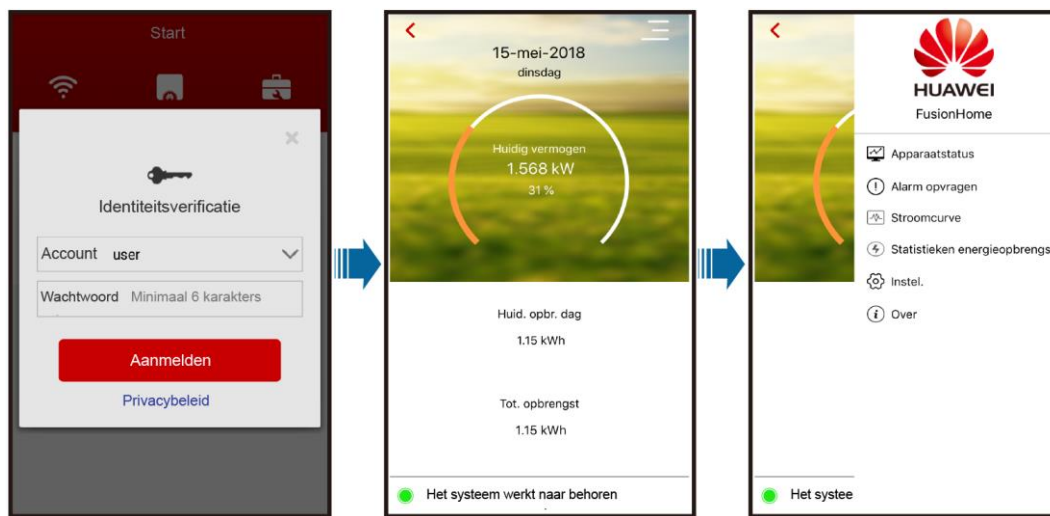 Start
Identiteitsverificatie
Account user
Wachtwoord Minimaal 6 karakters
Aanmelden
Privacybeleid
15-mei-2018
dinsdag
Huidig vermogen
1.568 kW
31 %
Huid. opbr. dag
1.15 kWh
Tot. opbrengst
1.15 kWh
Het systeem werkt naar behoren
HUAWEI
FusionHome
Apparaatstatus
Alarm opvragen
Stroomcurve
Statistieken energieopbrengs
Instel.
Over
Het systee